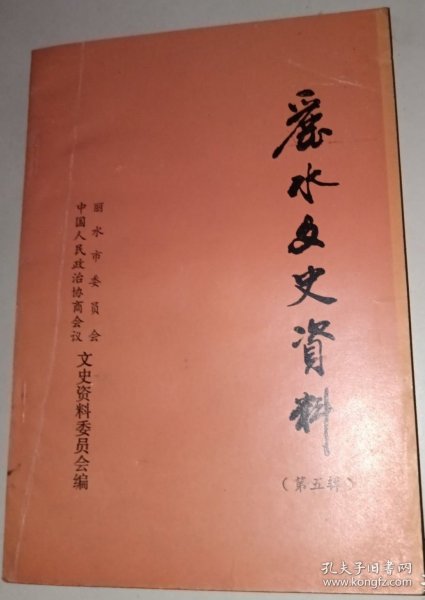 麗水文史資料
（第五辑）
中国人民政治协商会议
丽水市委员会
文史资料委员会编
孔夫子旧书网
www.kongfz.com